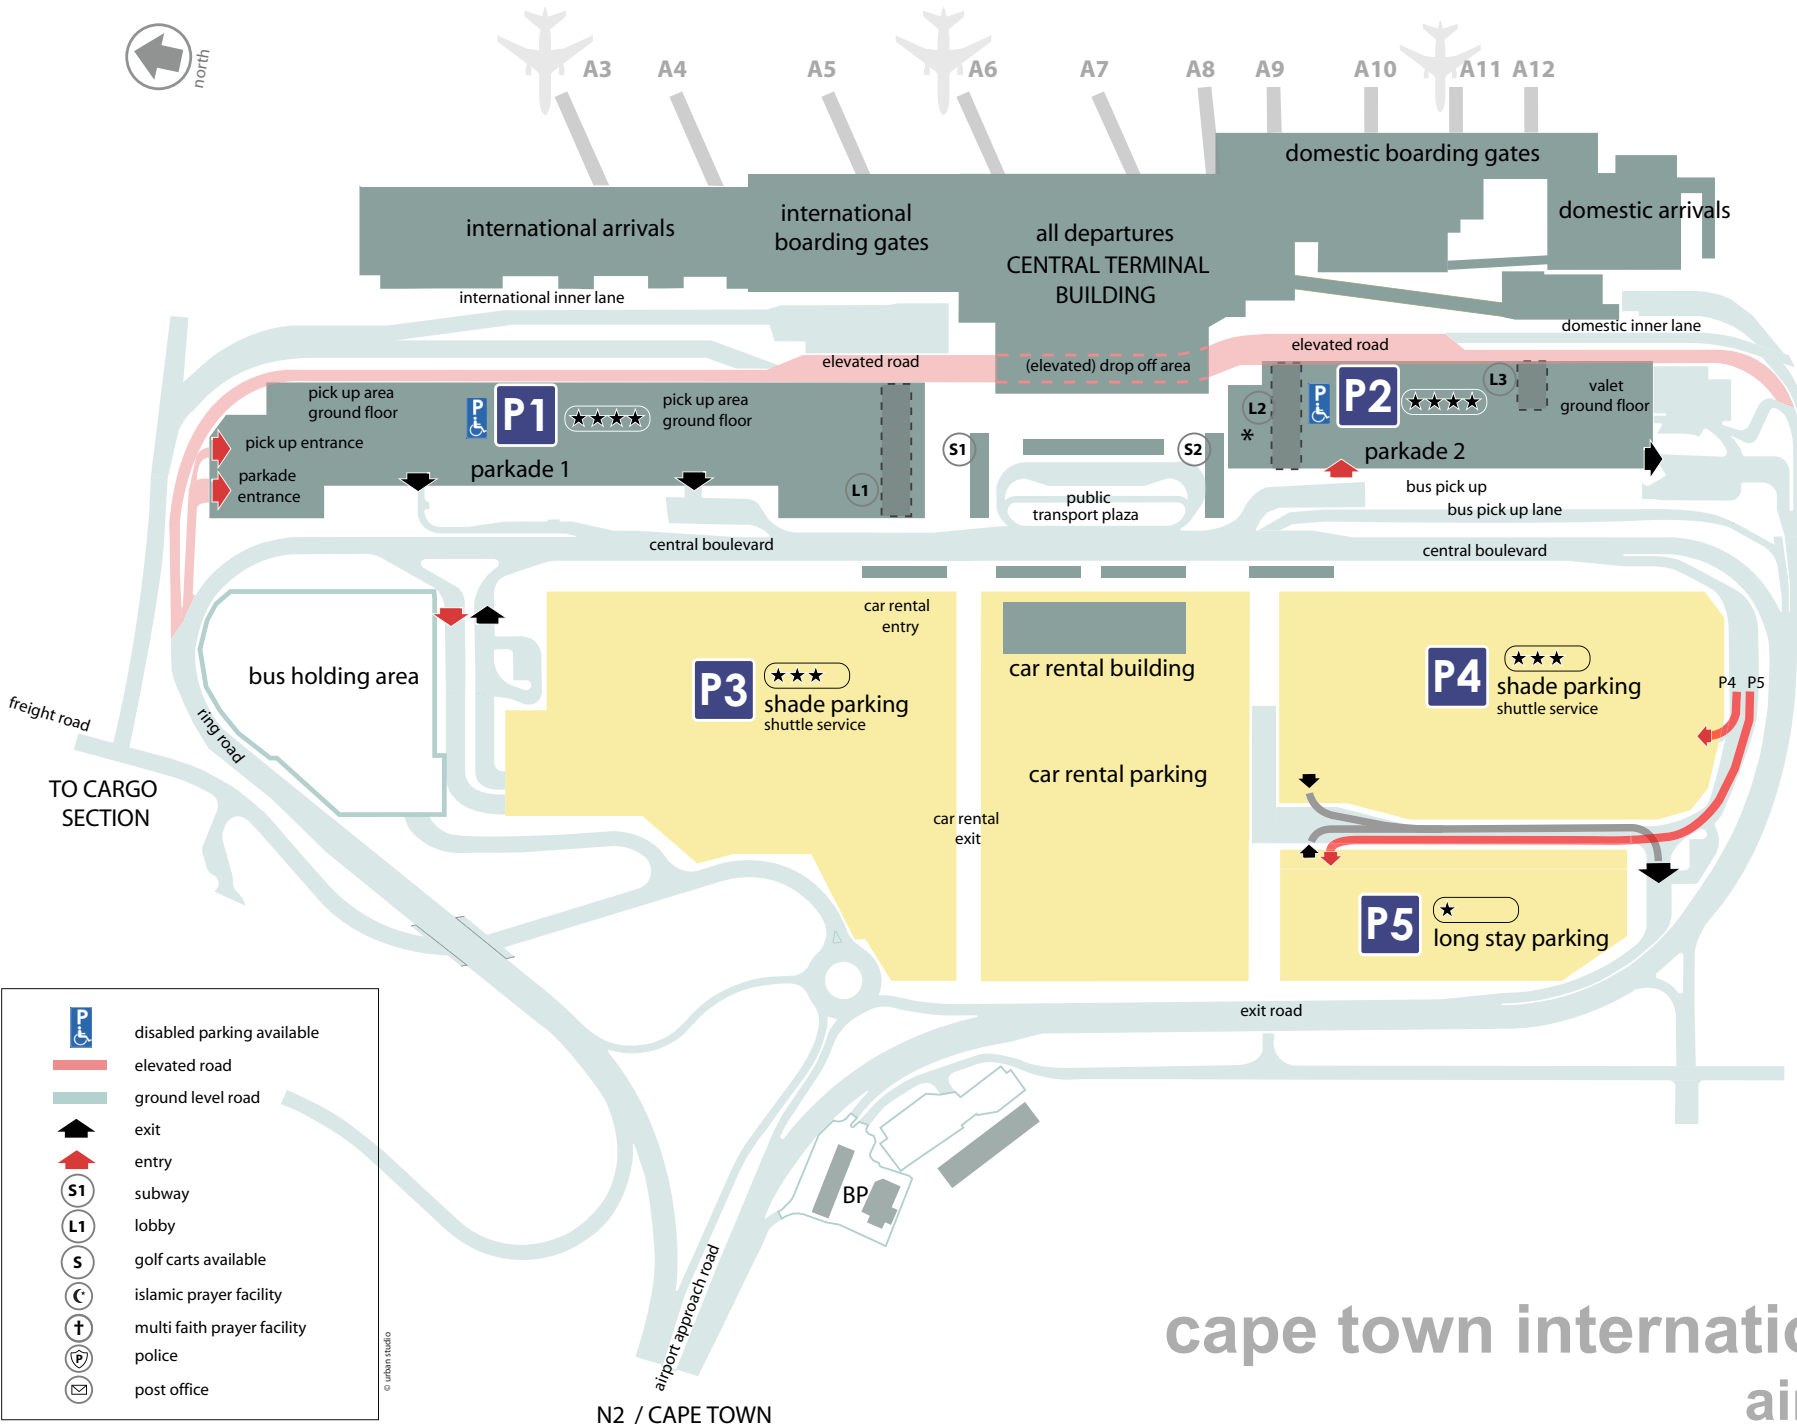 north
A3
A4
A5
A6
A7
A8
A9
A10
A11
A12
domestic boarding gates
domestic arrivals
international arrivals
international
boarding gates
all departures
CENTRAL TERMINAL
BUILDING
international inner lane
domestic inner lane
elevated road
(elevated) drop off area
elevated road
pick up area
ground floor
P
P1
pick up area
ground floor
pick up entrance
parkade 1
parkade
entrance
L1
S1
S2
L2
*
P
P2
L3
valet
ground floor
parkade 2
public
transport plaza
bus pick up
bus pick up lane
central boulevard
central boulevard
car rental
entry
bus holding area
P3
shade parking
shuttle service
car rental building
P4
shade parking
shuttle service
P4
P5
freight road
ring road
TO CARGO
SECTION
car rental parking
car rental
exit
P5
long stay parking
exit road
P
disabled parking available
elevated road
ground level road
exit
entry
S1
subway
L1
lobby
S
golf carts available
islamic prayer facility
multi faith prayer facility
P
police
post office
© urban studio
BP
airport approach road
N2 / CAPE TOWN
cape town internatio
air